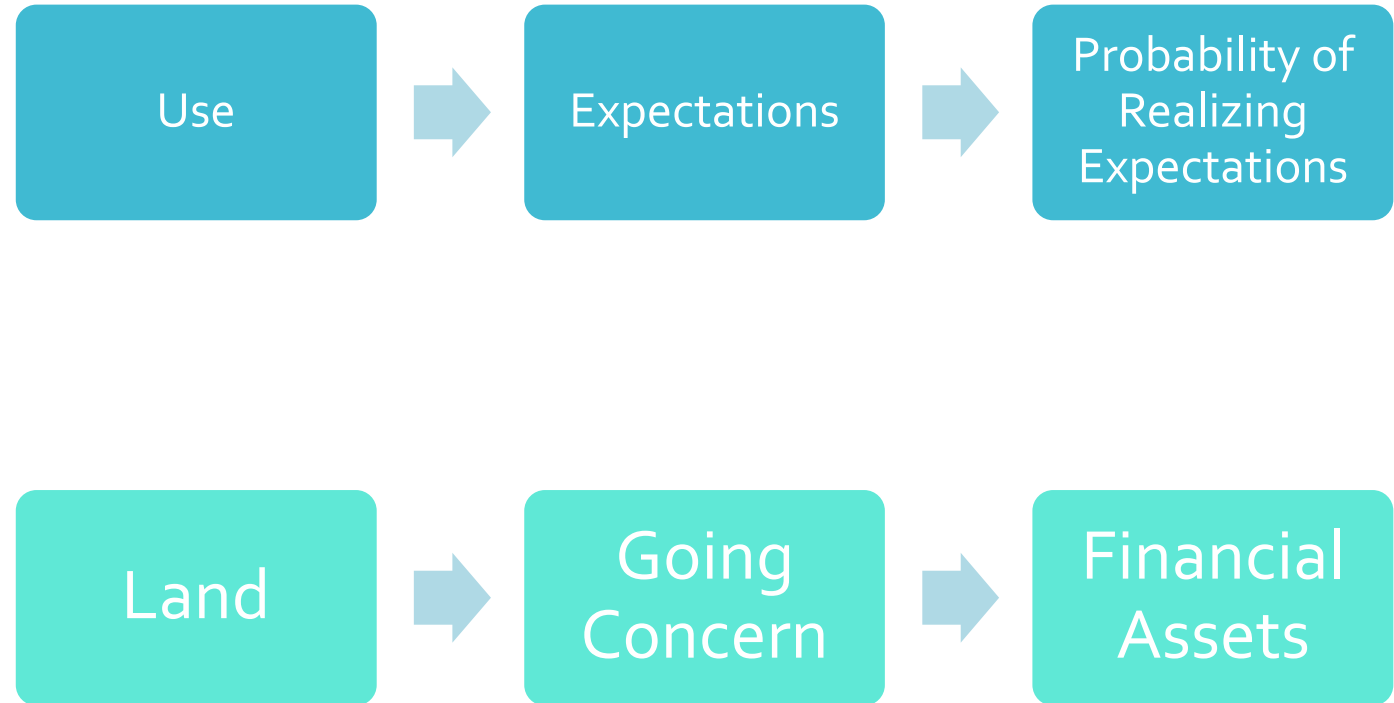 Use
Expectations
Probability of
Realizing
Expectations
Land
Going
Concern
Financial
Assets